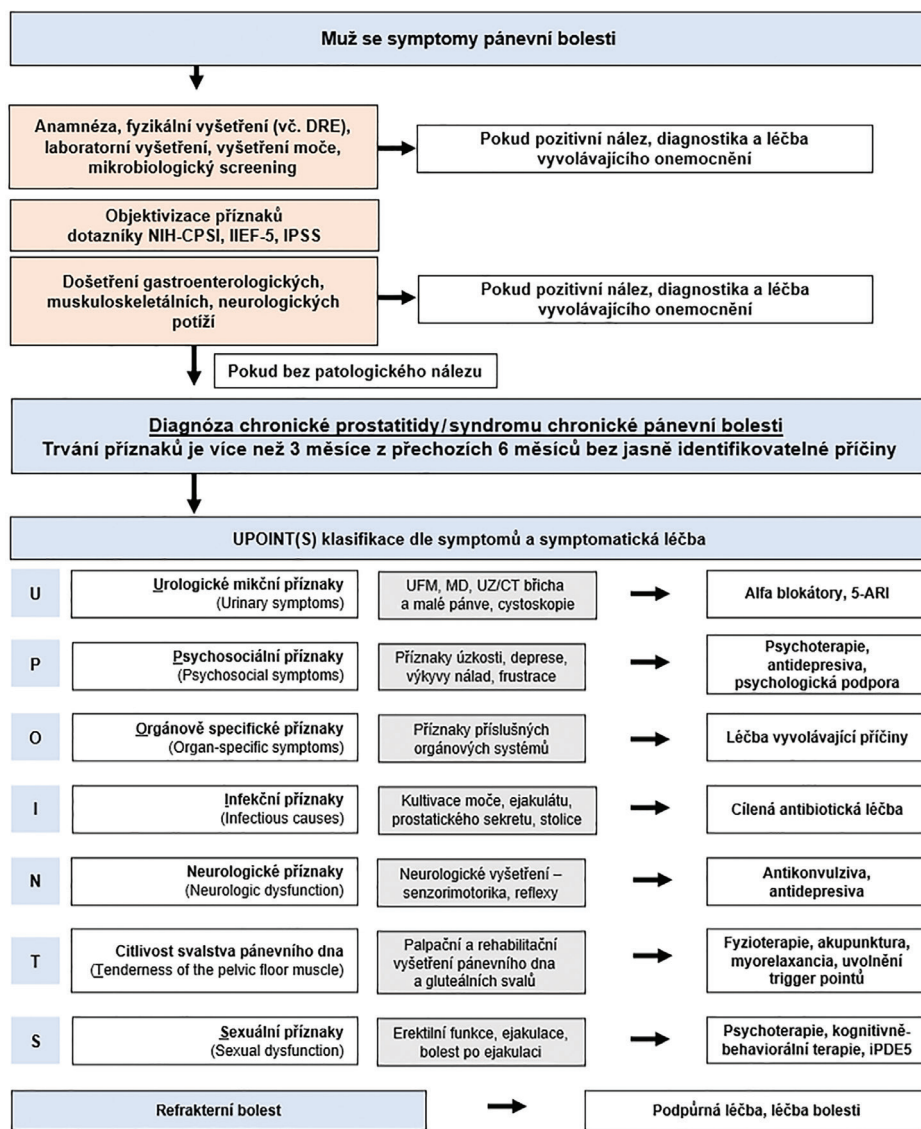 Muž se symptomy pánevní bolesti
Anamnéza, fyzikální vyšetření (vč. DRE),
laboratorní vyšetření, vyšetření moče,
mikrobiologický screening
Pokud pozitivní nález, diagnostika a léčba
vyvolávajícího onemocnění
Objektivizace příznaků
dotazníky NIH-CPSI, IIEF-5, IPSS
Došetření gastroenterologických,
muskuloskeletálních, neurologických
potíží
Pokud pozitivní nález, diagnostika a léčba
vyvolávajícího onemocnění
Pokud bez patologického nálezu
Diagnóza chronické prostatitidy/syndromu chronické pánevní bolesti
Trvání příznaků je více než 3 měsíce z přechozích 6 měsíců bez jasně identifikovatelné příčiny
UPOINT(S) klasifikace dle symptomů a symptomatická léčba
U
Urologické mikční příznaky
(Urinary symptoms)
UFM, MD, UZ/CT břicha
a malé pánve, cystoskopie
Alfa blokátory, 5-ARI
P
Psychosociální příznaky
(Psychosocial symptoms)
Příznaky úzkosti, deprese,
výkyvy nálad, frustrace
Psychoterapie,
antidepresiva,
psychologická podpora
O
Orgánově specifické příznaky
(Organ-specific symptoms)
Příznaky příslušných
orgánových systémů
Léčba vyvolávající příčiny
I
Infekční příznaky
(Infectious causes)
Kultivace moče, ejakulátu,
prostatického sekretu, stolice
Cílená antibiotická léčba
N
Neurologické příznaky
(Neurologic dysfunction)
Neurologické vyšetření –
senzorimotorika, reflexy
Antikonvulziva,
antidepresiva
T
Citlivost svalstva pánevního dna
(Tenderness of the pelvic floor muscle)
Palpační a rehabilitační
vyšetření pánevního dna
a gluteálních svalů
Fyzioterapie, akupunktura,
myorelaxancia, uvolnění
trigger pointů
S
Sexuální příznaky
(Sexual dysfunction)
Erektilní funkce, ejakulace,
bolest po ejakulaci
Psychoterapie, kognitivně-
behaviorální terapie, iPDE5
Refrakterní bolest
Podpůrná léčba, léčba bolesti